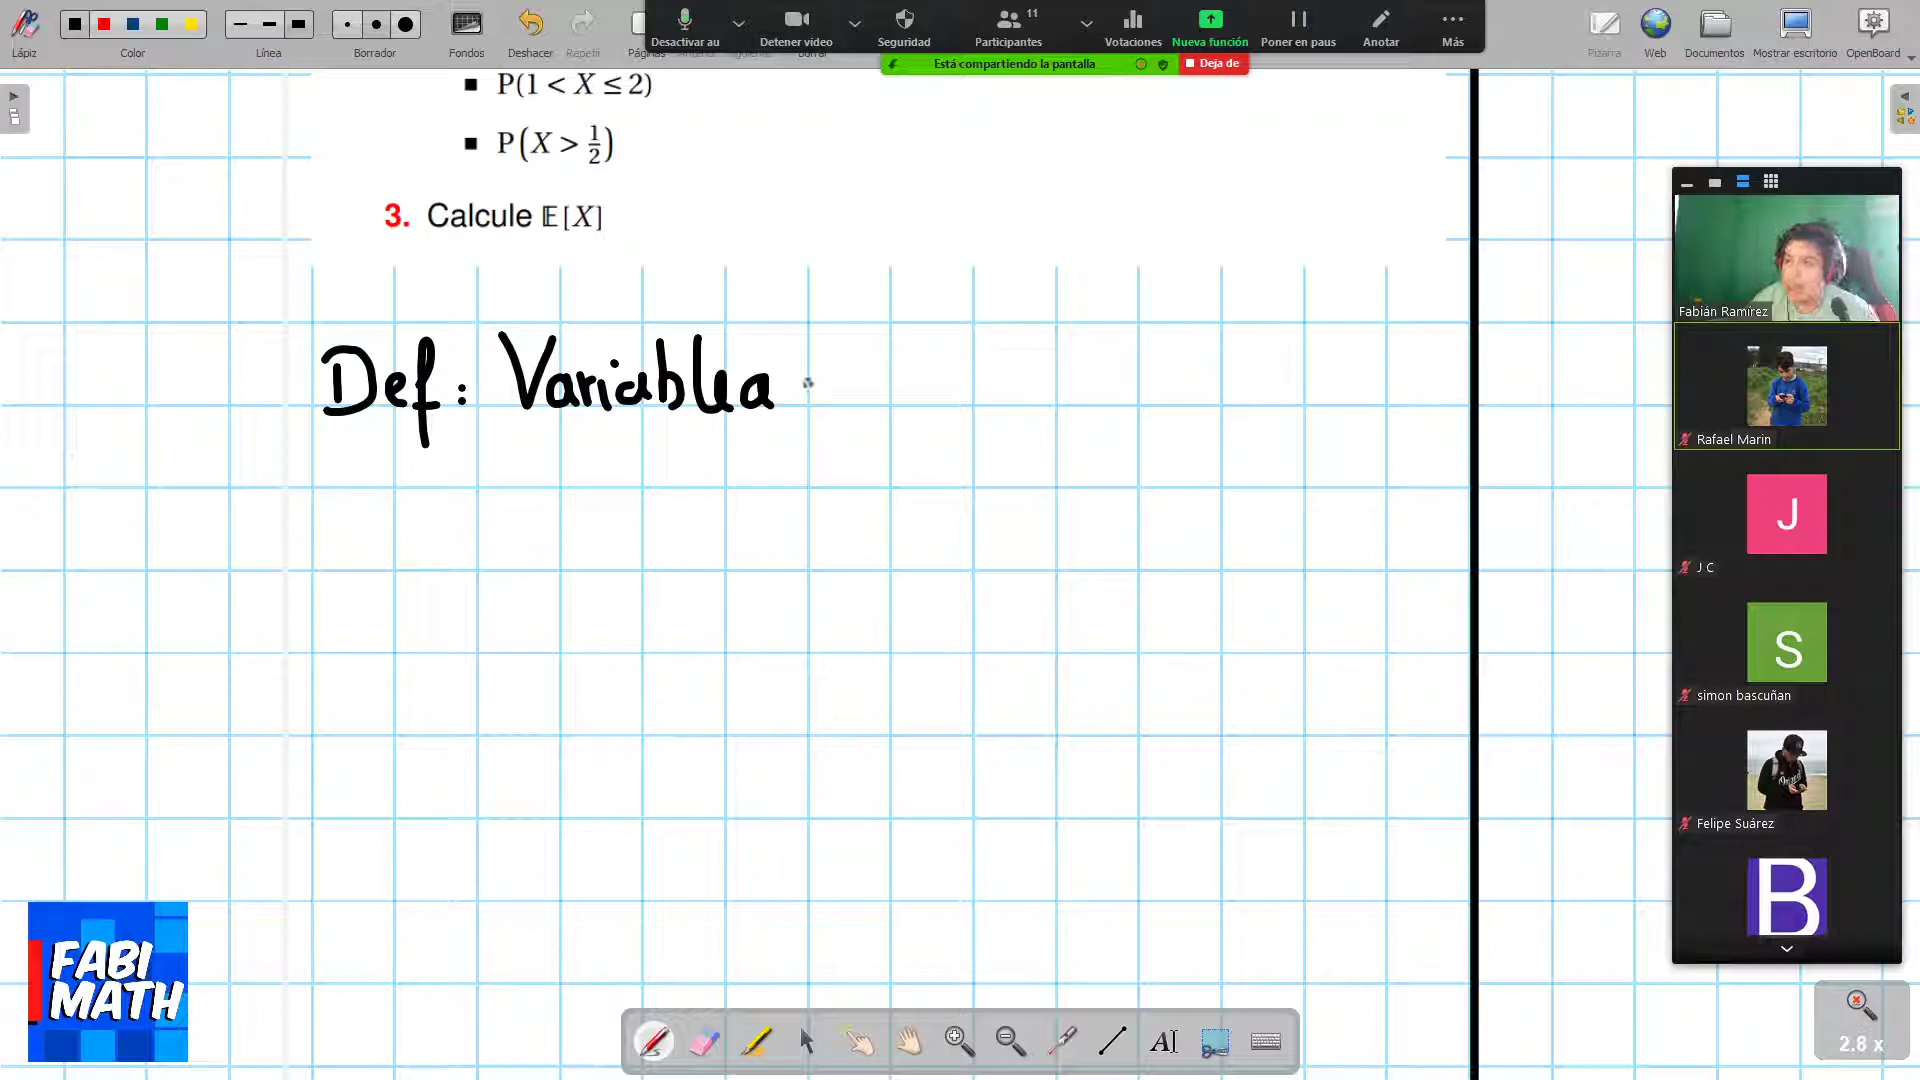 Lápiz
Color
Línea
Borrador
Fondos
Deshacer
Repetir
Páginas
Desactivar au
Detener video
Seguridad
Participantes
11
Votaciones
Nueva función
Poner en paus
Anotar
Más
Pizarra
Web
Documentos
Mostrar escritorio
OpenBoard
Está compartiendo la pantalla
Deja de
P(1 < X ≤ 2)
P(X > 1/2)
3. Calcule 𝔼[X]
Def: Variablea
Fabián Ramírez
Rafael Marin
J
J C
S
simon bascuñan
Felipe Suárez
B
FABI
MATH
AI
2.8 x